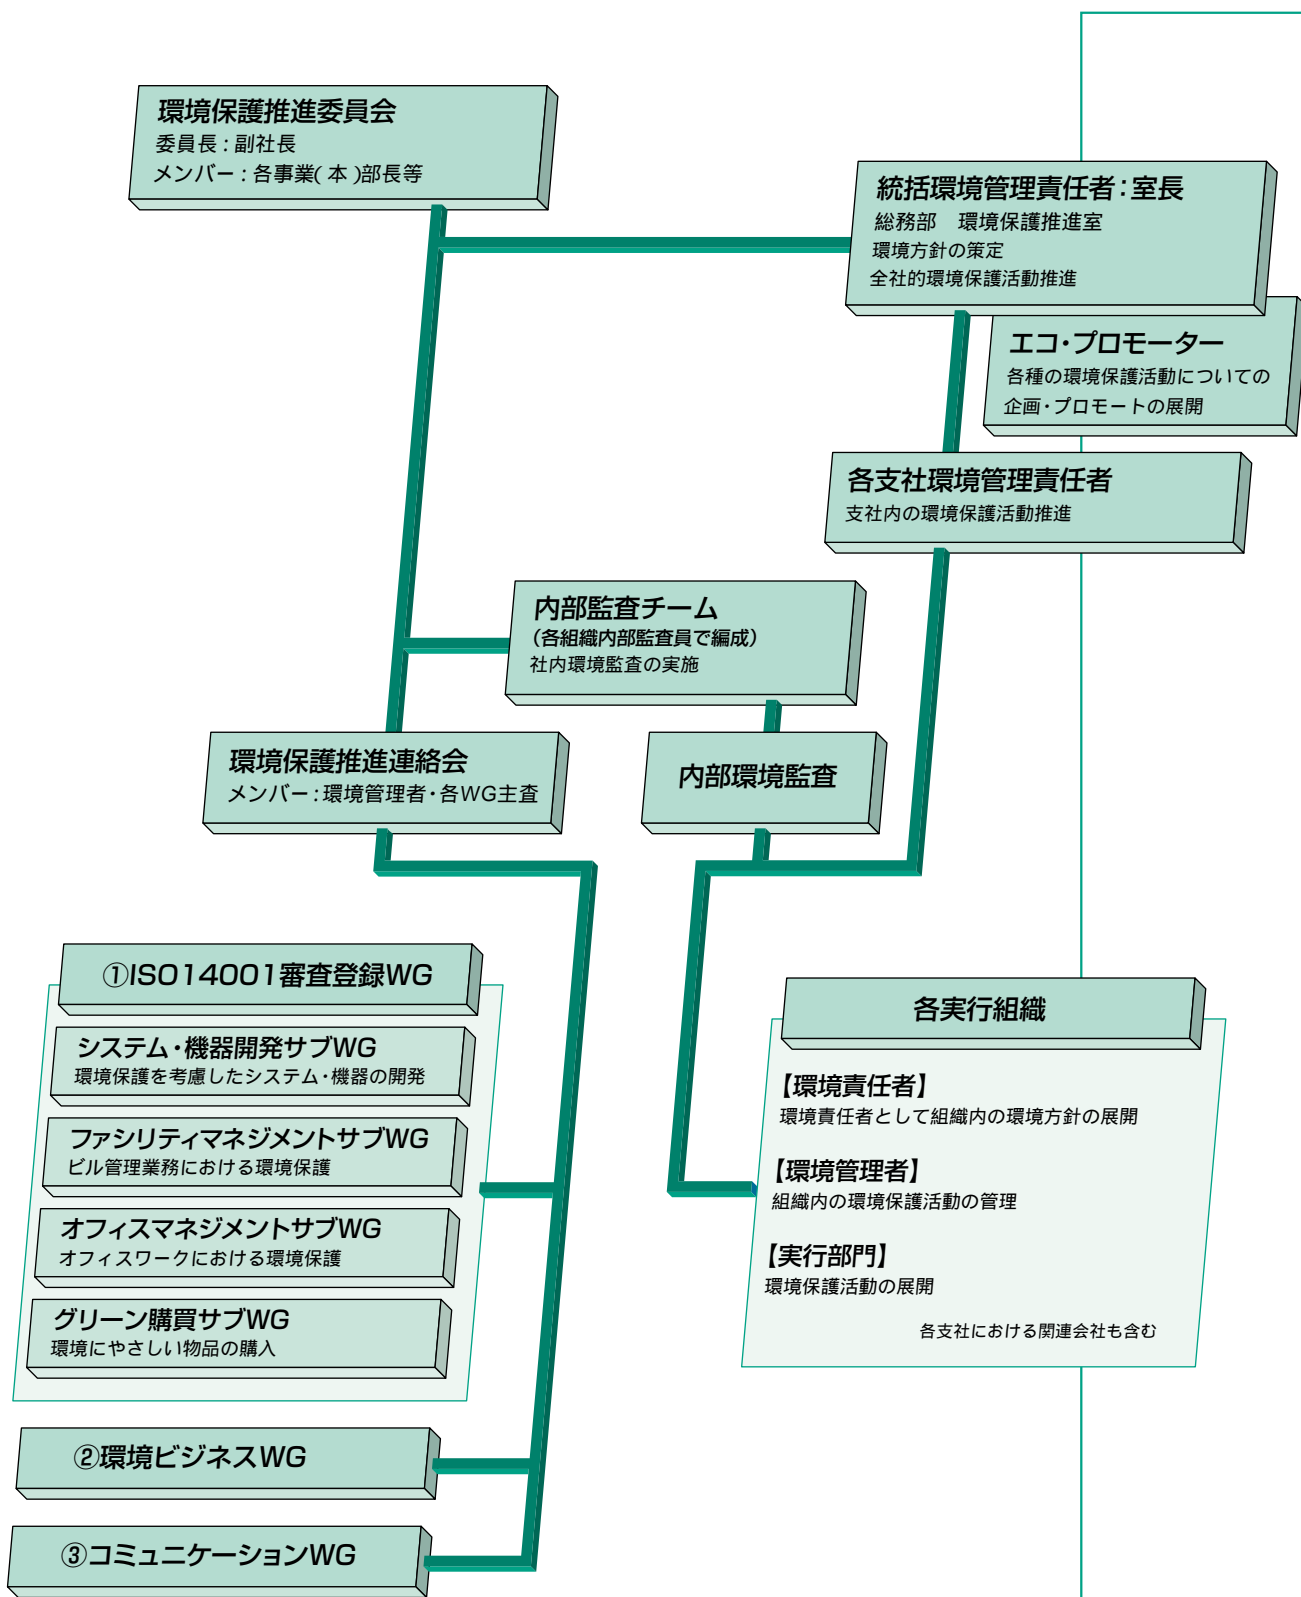 環境保護推進委員会
委員長：副社長
メンバー：各事業(本)部長等
統括環境管理責任者：室長
総務部　環境保護推進室
環境方針の策定
全社的環境保護活動推進
エコ・プロモーター
各種の環境保護活動についての
企画・プロモートの展開
各支社環境管理責任者
支社内の環境保護活動推進
内部監査チーム
（各組織内部監査員で編成）
社内環境監査の実施
環境保護推進連絡会
メンバー：環境管理者・各WG主査
内部環境監査
①ISO14001審査登録WG
システム・機器開発サブWG
環境保護を考慮したシステム・機器の開発
ファシリティマネジメントサブWG
ビル管理業務における環境保護
オフィスマネジメントサブWG
オフィスワークにおける環境保護
グリーン購買サブWG
環境にやさしい物品の購入
②環境ビジネスWG
③コミュニケーションWG
各実行組織
【環境責任者】
環境責任者として組織内の環境方針の展開
【環境管理者】
組織内の環境保護活動の管理
【実行部門】
環境保護活動の展開
各支社における関連会社も含む